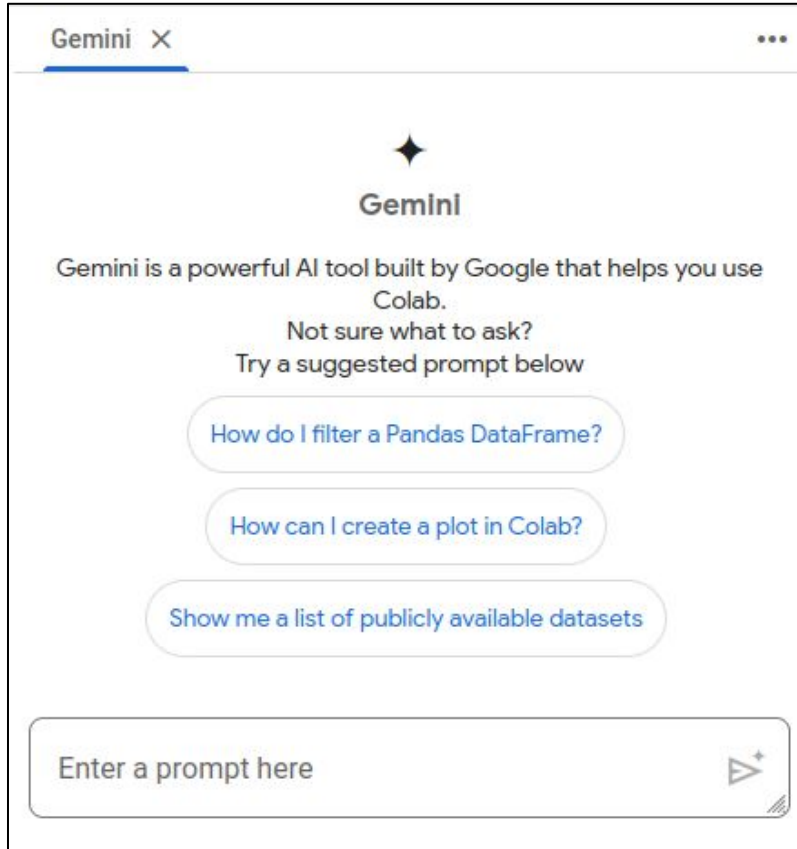 Gemini
Gemini
Gemini is a powerful AI tool built by Google that helps you use
Colab.
Not sure what to ask?
Try a suggested prompt below
How do I filter a Pandas DataFrame?
How can I create a plot in Colab?
Show me a list of publicly available datasets
Enter a prompt here